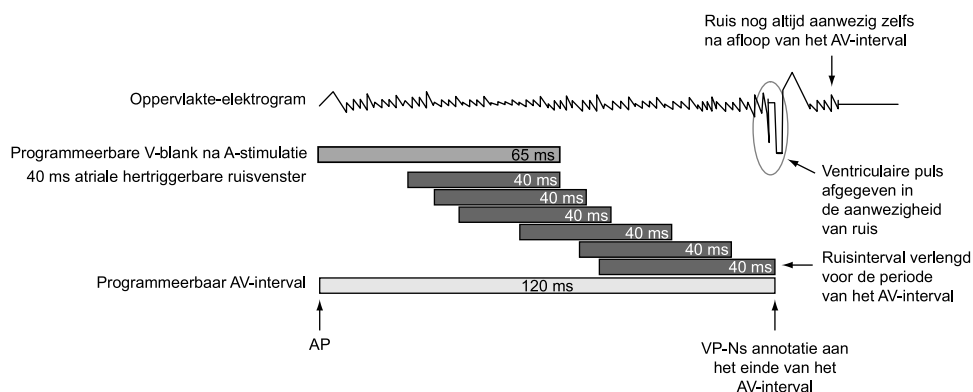 Ruis nog altijd aanwezig zelfs
na afloop van het AV-interval
Oppervlakte-elektrogram
Programmeerbare V-blank na A-stimulatie
65 ms
40 ms atriale hertriggerbare ruisvenster
40 ms
40 ms
40 ms
40 ms
40 ms
40 ms
Ventriculaire puls
afgegeven in
de aanwezigheid
van ruis
Ruisinterval verlengd
voor de periode
van het AV-interval
Programmeerbaar AV-interval
120 ms
AP
VP-Ns annotatie aan
het einde van het
AV-interval